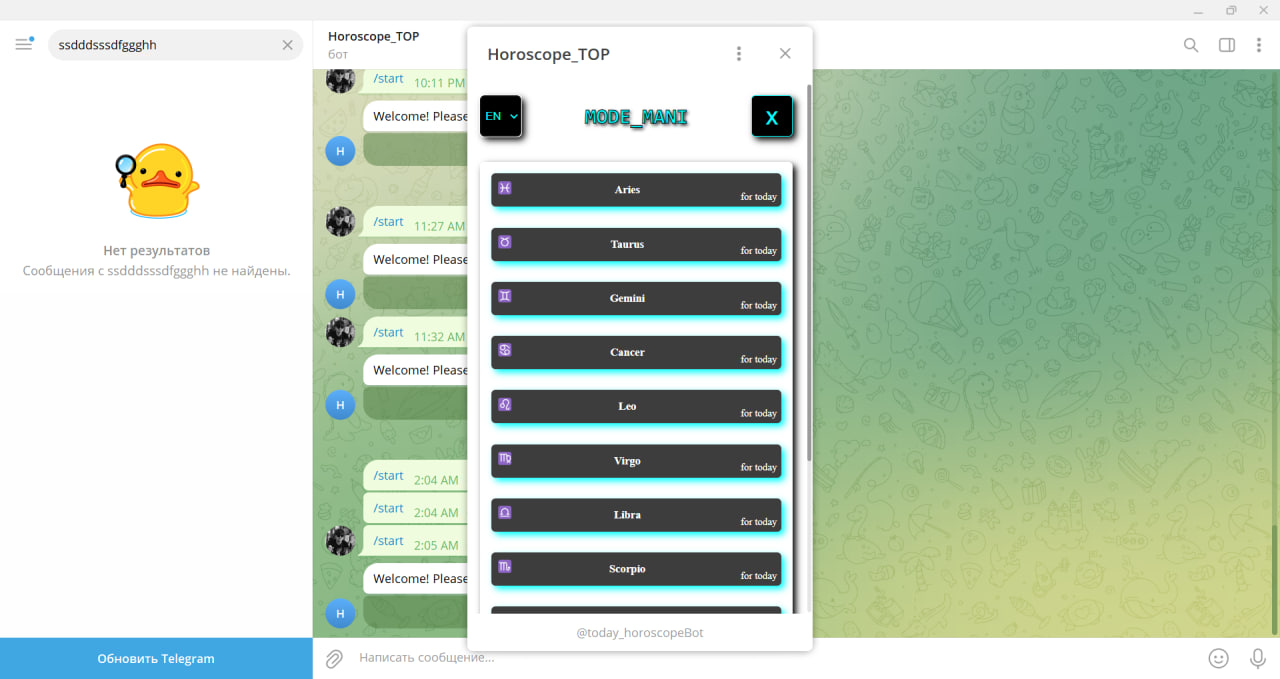 ssdddsssdfggghh
Нет результатов
Сообщения с ssdddsssdfggghh не найдены.
Обновить Telegram
Horoscope_TOP
бот
/start 10:11 PM
Welcome! Please
H
/start 11:27 AM
Welcome! Please
H
/start 11:32 AM
Welcome! Please
H
/start 2:04 AM
/start 2:04 AM
/start 2:05 AM
Welcome! Please
H
Написать сообщение...
Horoscope_TOP
EN
MODE_MANI
X
♓ Aries for today
♉ Taurus for today
♊ Gemini for today
♋ Cancer for today
♌ Leo for today
♍ Virgo for today
♎ Libra for today
♏ Scorpio for today
@today_horoscopeBot